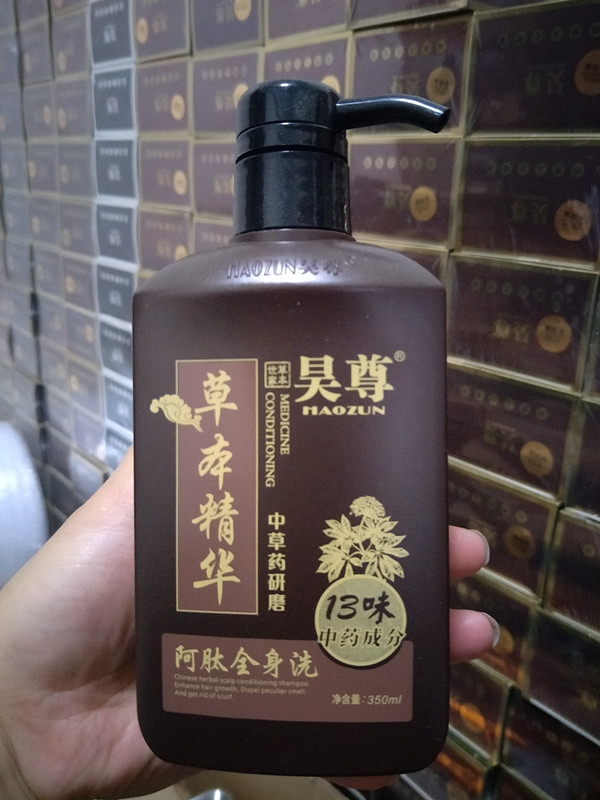 HAOZUN昊尊
昊尊®
HAOZUN
草本
世家
MEDICINE
CONDITIONING
草本精华
中草药研磨
13味
中药成分
阿肽全身洗
Chinese herbal scalp conditioning shampoo
Enhance hair growth, Dispel peculiar smell
And get rid of scurf
净含量:350ml